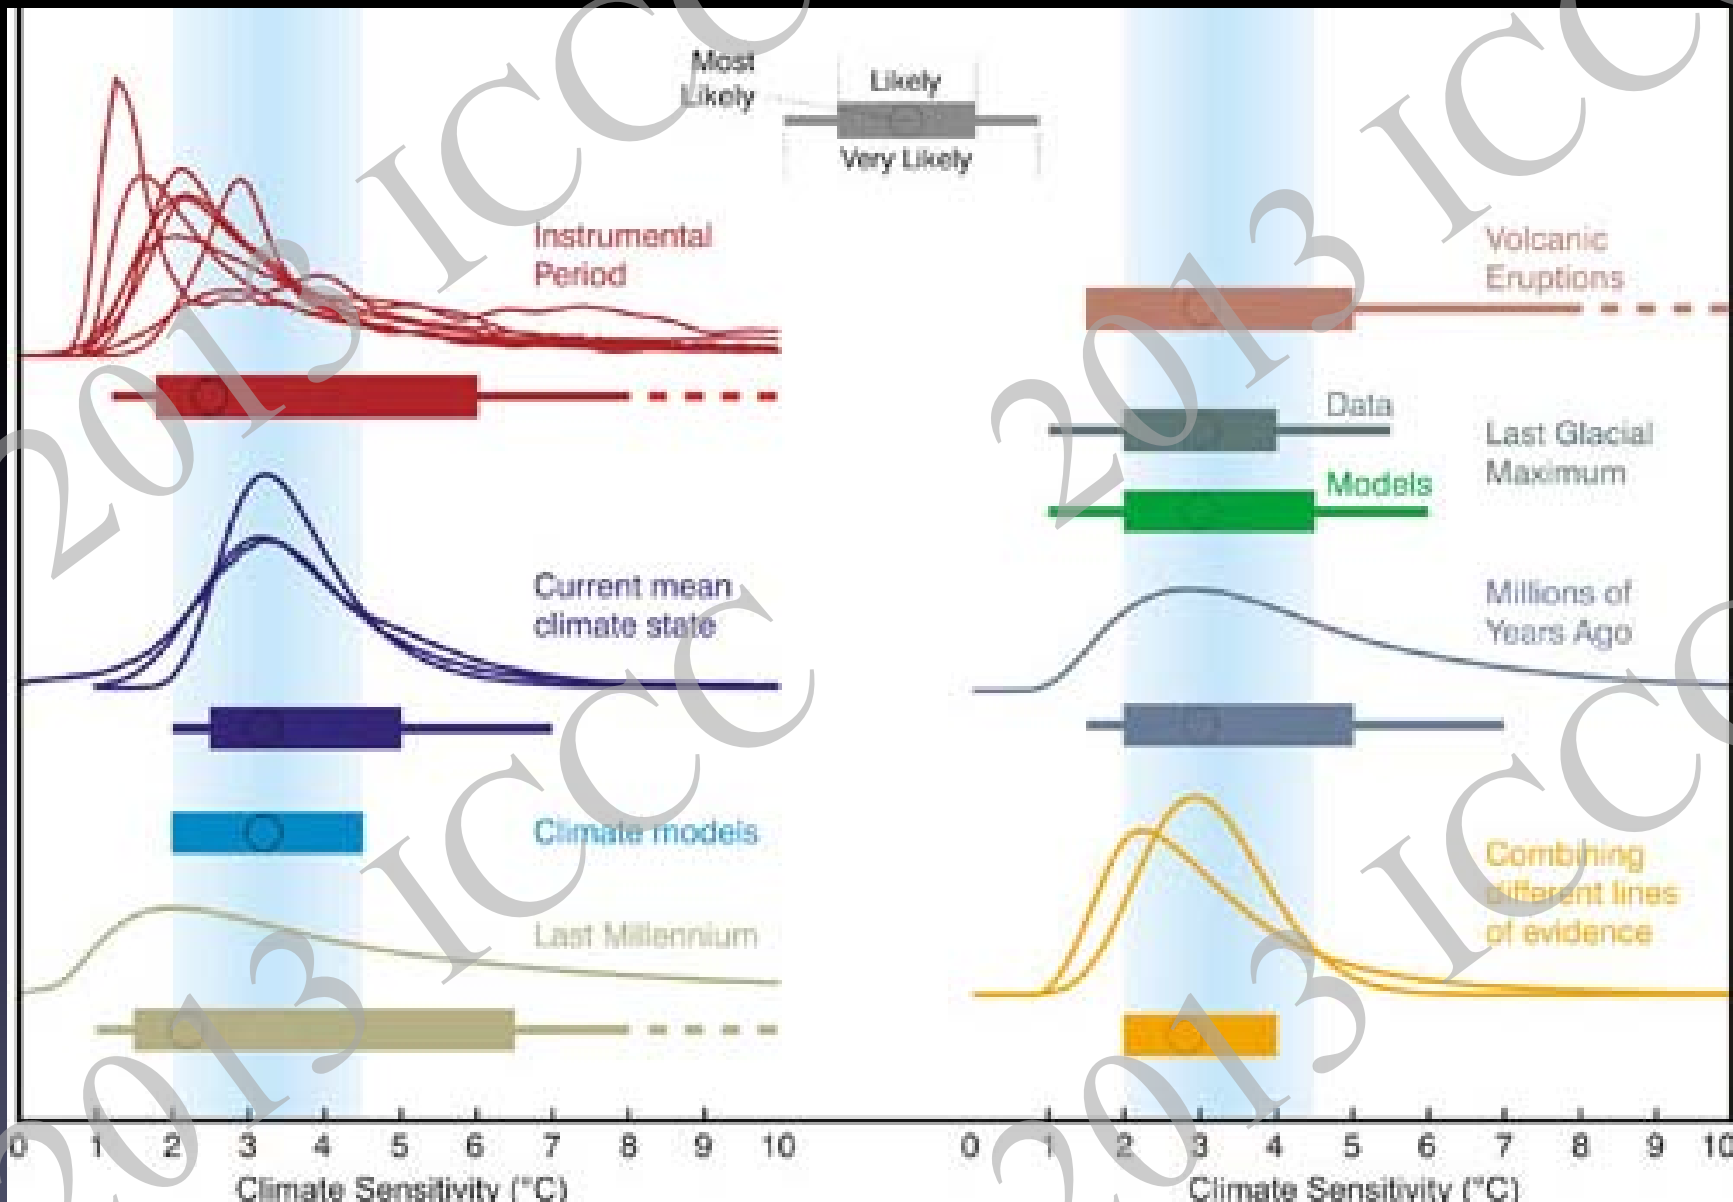 Most
Likely
Likely
Very Likely
Instrumental
Period
Current mean
climate state
Climate models
Last Millennium
0 1 2 3 4 5 6 7 8 9 10
Climate Sensitivity (°C)
Volcanic
Eruptions
Data
Last Glacial
Maximum
Models
Millions of
Years Ago
Combining
different lines
of evidence
0 1 2 3 4 5 6 7 8 9 10
Climate Sensitivity (°C)
2013 ICCC
2013 ICCC
2013 ICCC
2013 ICCC